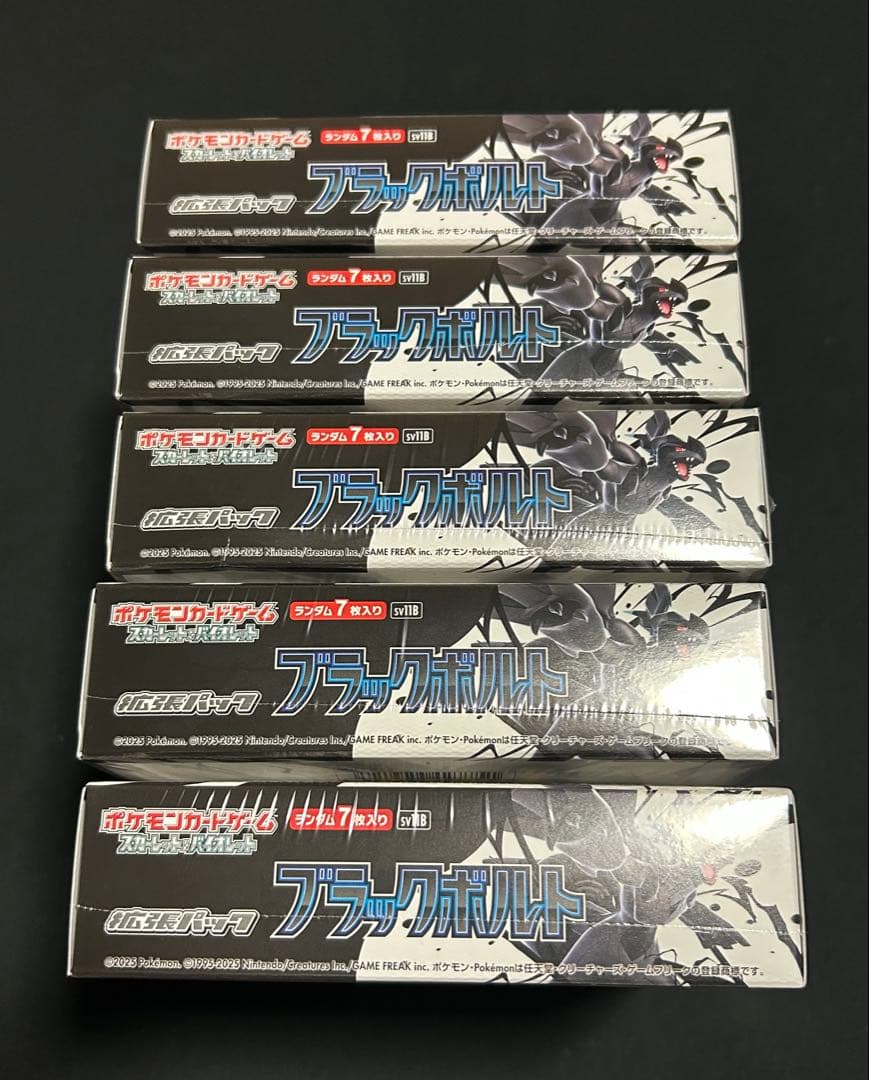 ポケモンカードゲーム ランダム7枚入り sv11B
スカーレット&バイオレット
拡張パック ブラックボルト
©2025 Pokémon. ©1995-2025 Nintendo/Creatures Inc./GAME FREAK inc. ポケモン・Pokémonは任天堂・クリーチャーズ・ゲームフリークの登録商標です。
ポケモンカードゲーム ランダム7枚入り sv11B
スカーレット&バイオレット
拡張パック ブラックボルト
©2025 Pokémon. ©1995-2025 Nintendo/Creatures Inc./GAME FREAK inc. ポケモン・Pokémonは任天堂・クリーチャーズ・ゲームフリークの登録商標です。
ポケモンカードゲーム ランダム7枚入り sv11B
スカーレット&バイオレット
拡張パック ブラックボルト
©2025 Pokémon. ©1995-2025 Nintendo/Creatures Inc./GAME FREAK inc. ポケモン・Pokémonは任天堂・クリーチャーズ・ゲームフリークの登録商標です。
ポケモンカードゲーム ランダム7枚入り sv11B
スカーレット&バイオレット
拡張パック ブラックボルト
©2025 Pokémon. ©1995-2025 Nintendo/Creatures Inc./GAME FREAK inc. ポケモン・Pokémonは任天堂・クリーチャーズ・ゲームフリークの登録商標です。
ポケモンカードゲーム ランダム7枚入り sv11B
スカーレット&バイオレット
拡張パック ブラックボルト
©2025 Pokémon. ©1995-2025 Nintendo/Creatures Inc./GAME FREAK inc. ポケモン・Pokémonは任天堂・クリーチャーズ・ゲームフリークの登録商標です。